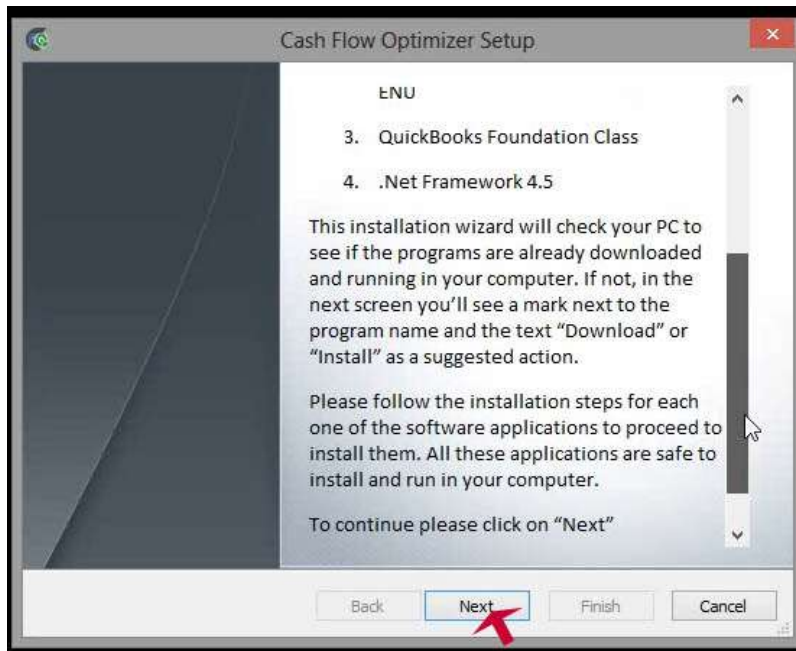 Cash Flow Optimizer Setup
ENU
3. QuickBooks Foundation Class
4. .Net Framework 4.5
This installation wizard will check your PC to
see if the programs are already downloaded
and running in your computer. If not, in the
next screen you’ll see a mark next to the
program name and the text “Download” or
“Install” as a suggested action.
Please follow the installation steps for each
one of the software applications to proceed to
install them. All these applications are safe to
install and run in your computer.
To continue please click on “Next”
Back Next Finish Cancel